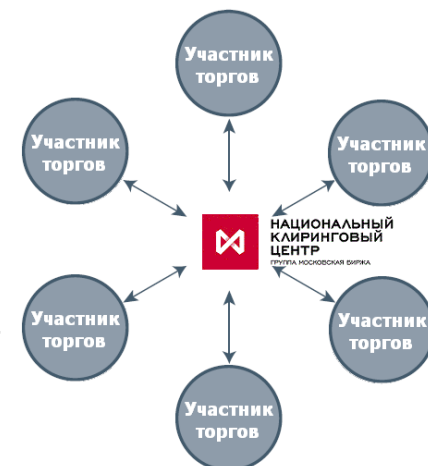 Участник
торгов
Участник
торгов
Участник
торгов
НАЦИОНАЛЬНЫЙ
КЛИРИНГОВЫЙ
ЦЕНТР
ГРУППА МОСКОВСКАЯ БИРЖА
Участник
торгов
Участник
торгов
Участник
торгов